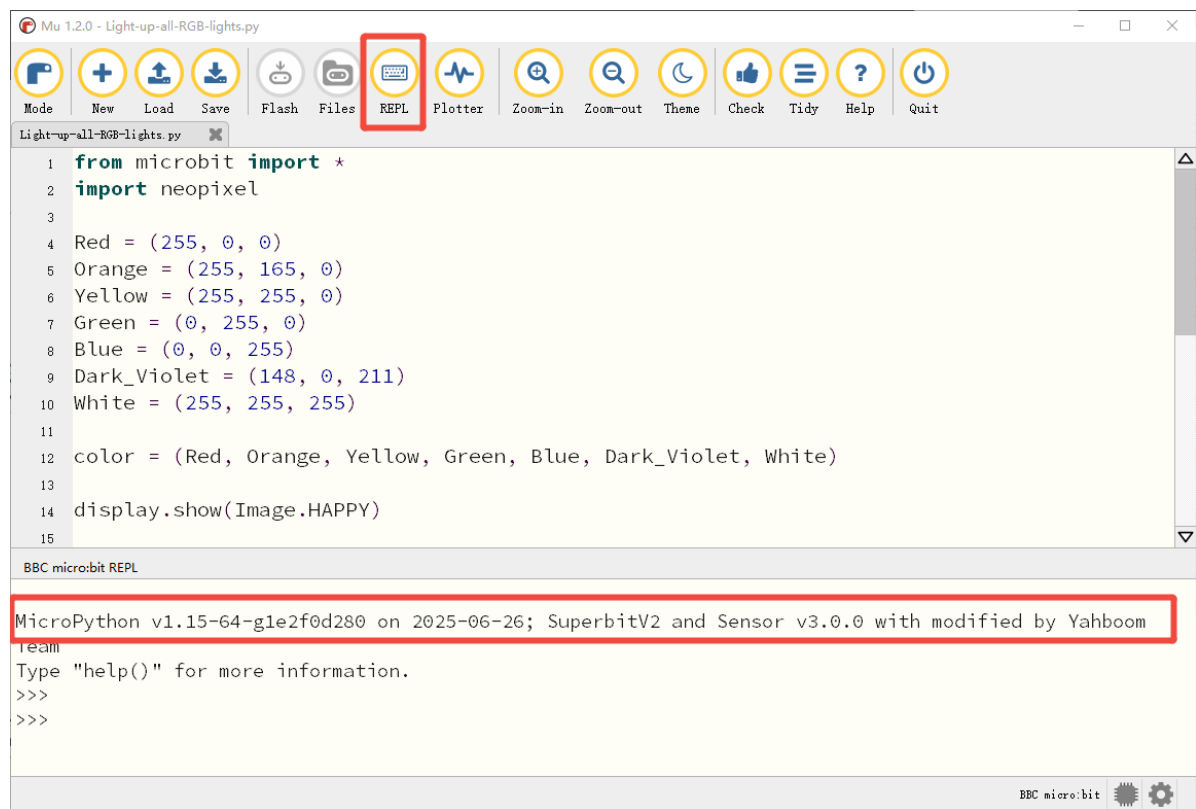 Mu 1.2.0 - Light-up-all-RGB-lights.py
Mode New Load Save Flash Files REPL Plotter Zoom-in Zoom-out Theme Check Tidy Help Quit
Light-up-all-RGB-lights.py
1 from microbit import *
2 import neopixel
3
4 Red = (255, 0, 0)
5 Orange = (255, 165, 0)
6 Yellow = (255, 255, 0)
7 Green = (0, 255, 0)
8 Blue = (0, 0, 255)
9 Dark_Violet = (148, 0, 211)
10 White = (255, 255, 255)
11
12 color = (Red, Orange, Yellow, Green, Blue, Dark_Violet, White)
13
14 display.show(Image.HAPPY)
15
BBC micro:bit REPL
MicroPython v1.15-64-g1e2f0d280 on 2025-06-26; SuperbitV2 and Sensor v3.0.0 with modified by Yahboom
Team
Type "help()" for more information.
>>>
>>>
BBC micro:bit